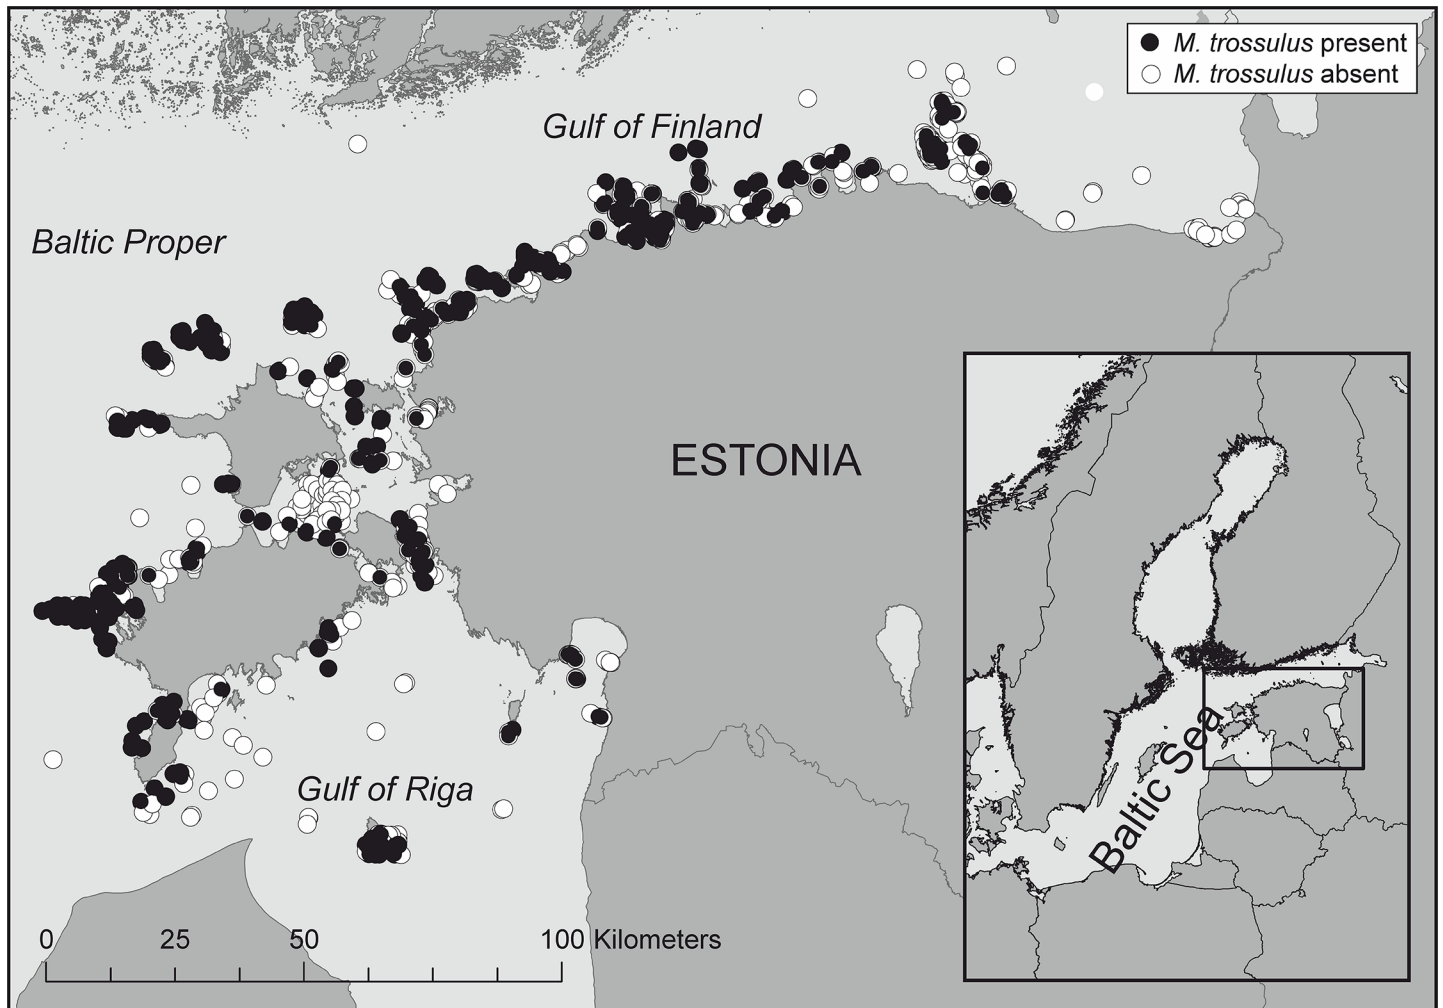 M. trossulus present
M. trossulus absent
Gulf of Finland
Baltic Proper
ESTONIA
Gulf of Riga
Baltic Sea
0 25 50 100 Kilometers